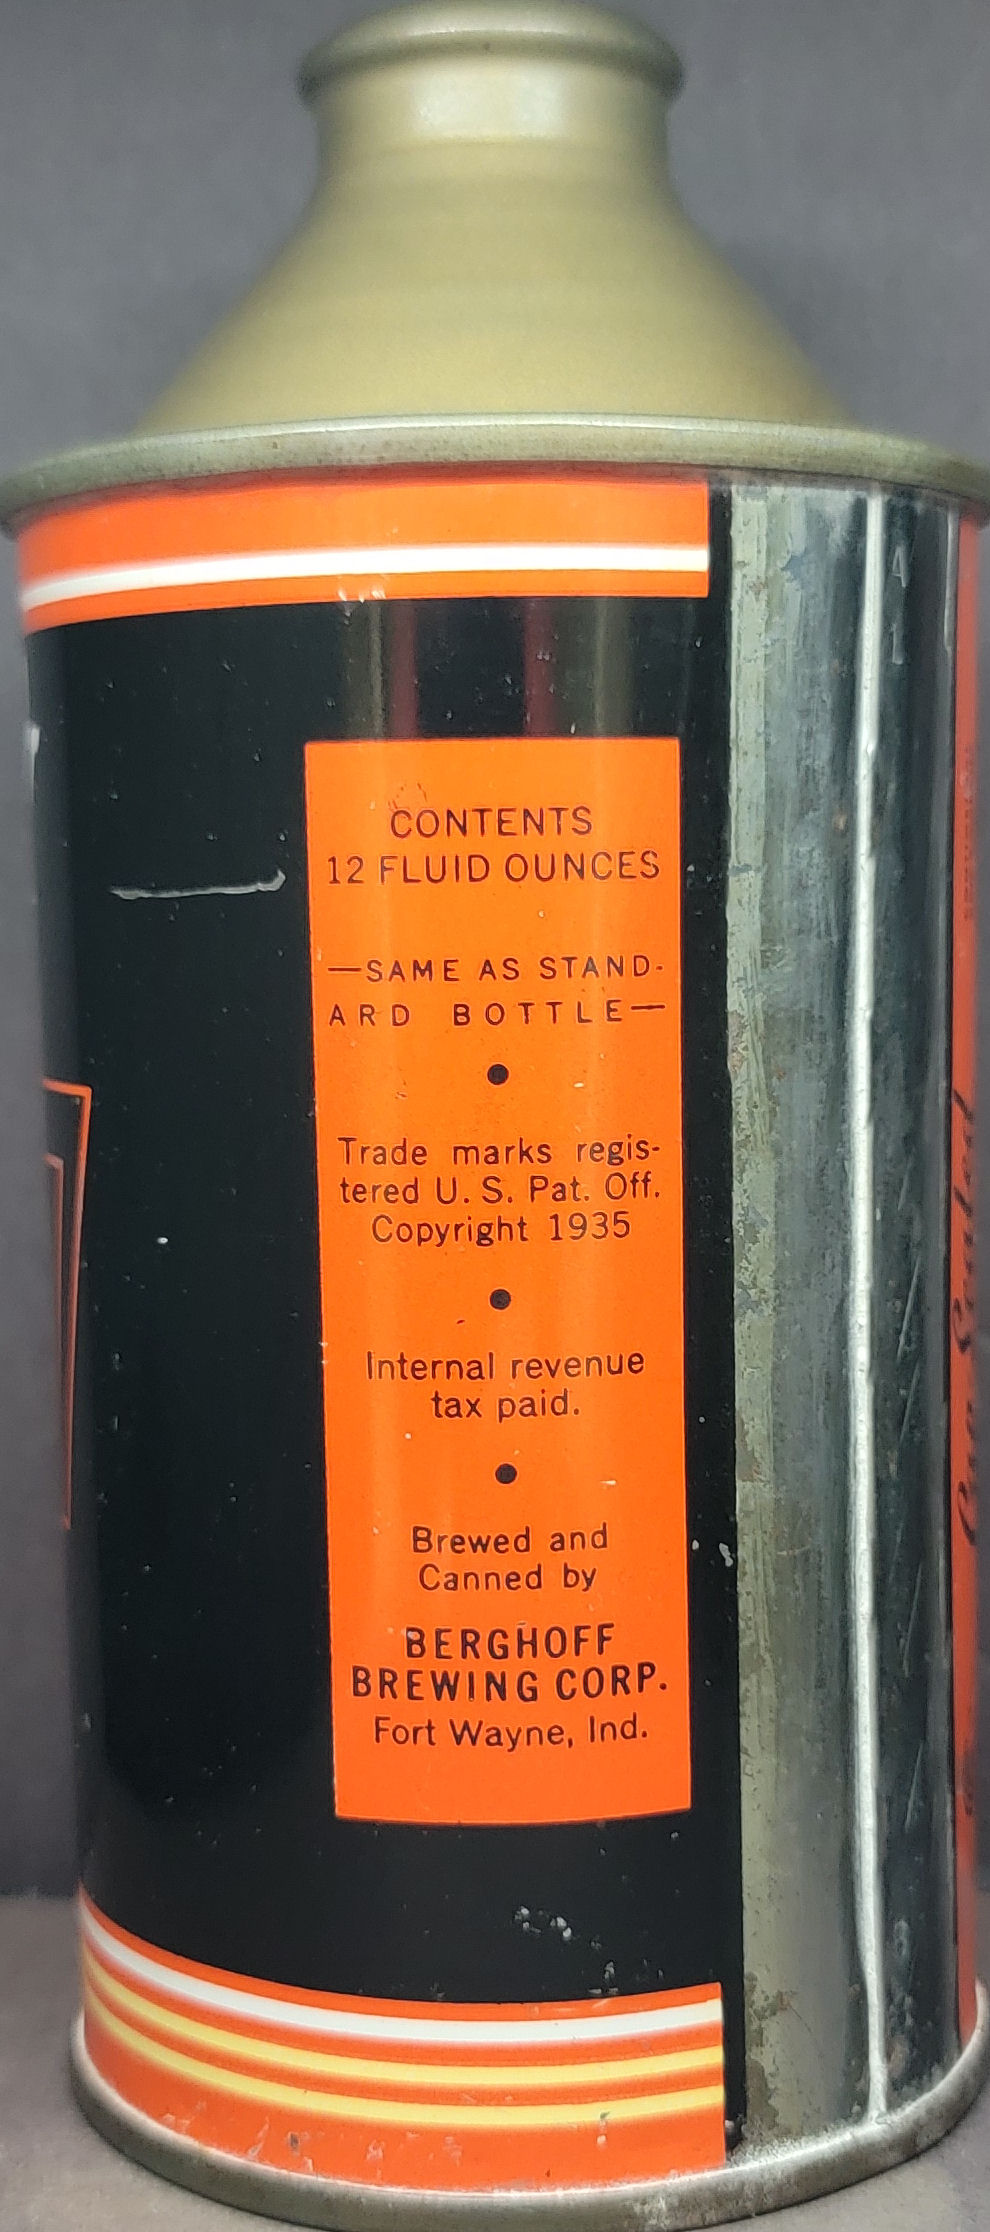 CONTENTS
12 FLUID OUNCES
—SAME AS STAND-
ARD BOTTLE—
•
Trade marks regis-
tered U. S. Pat. Off.
Copyright 1935
•
Internal revenue
tax paid.
•
Brewed and
Canned by
BERGHOFF
BREWING CORP.
Fort Wayne, Ind.